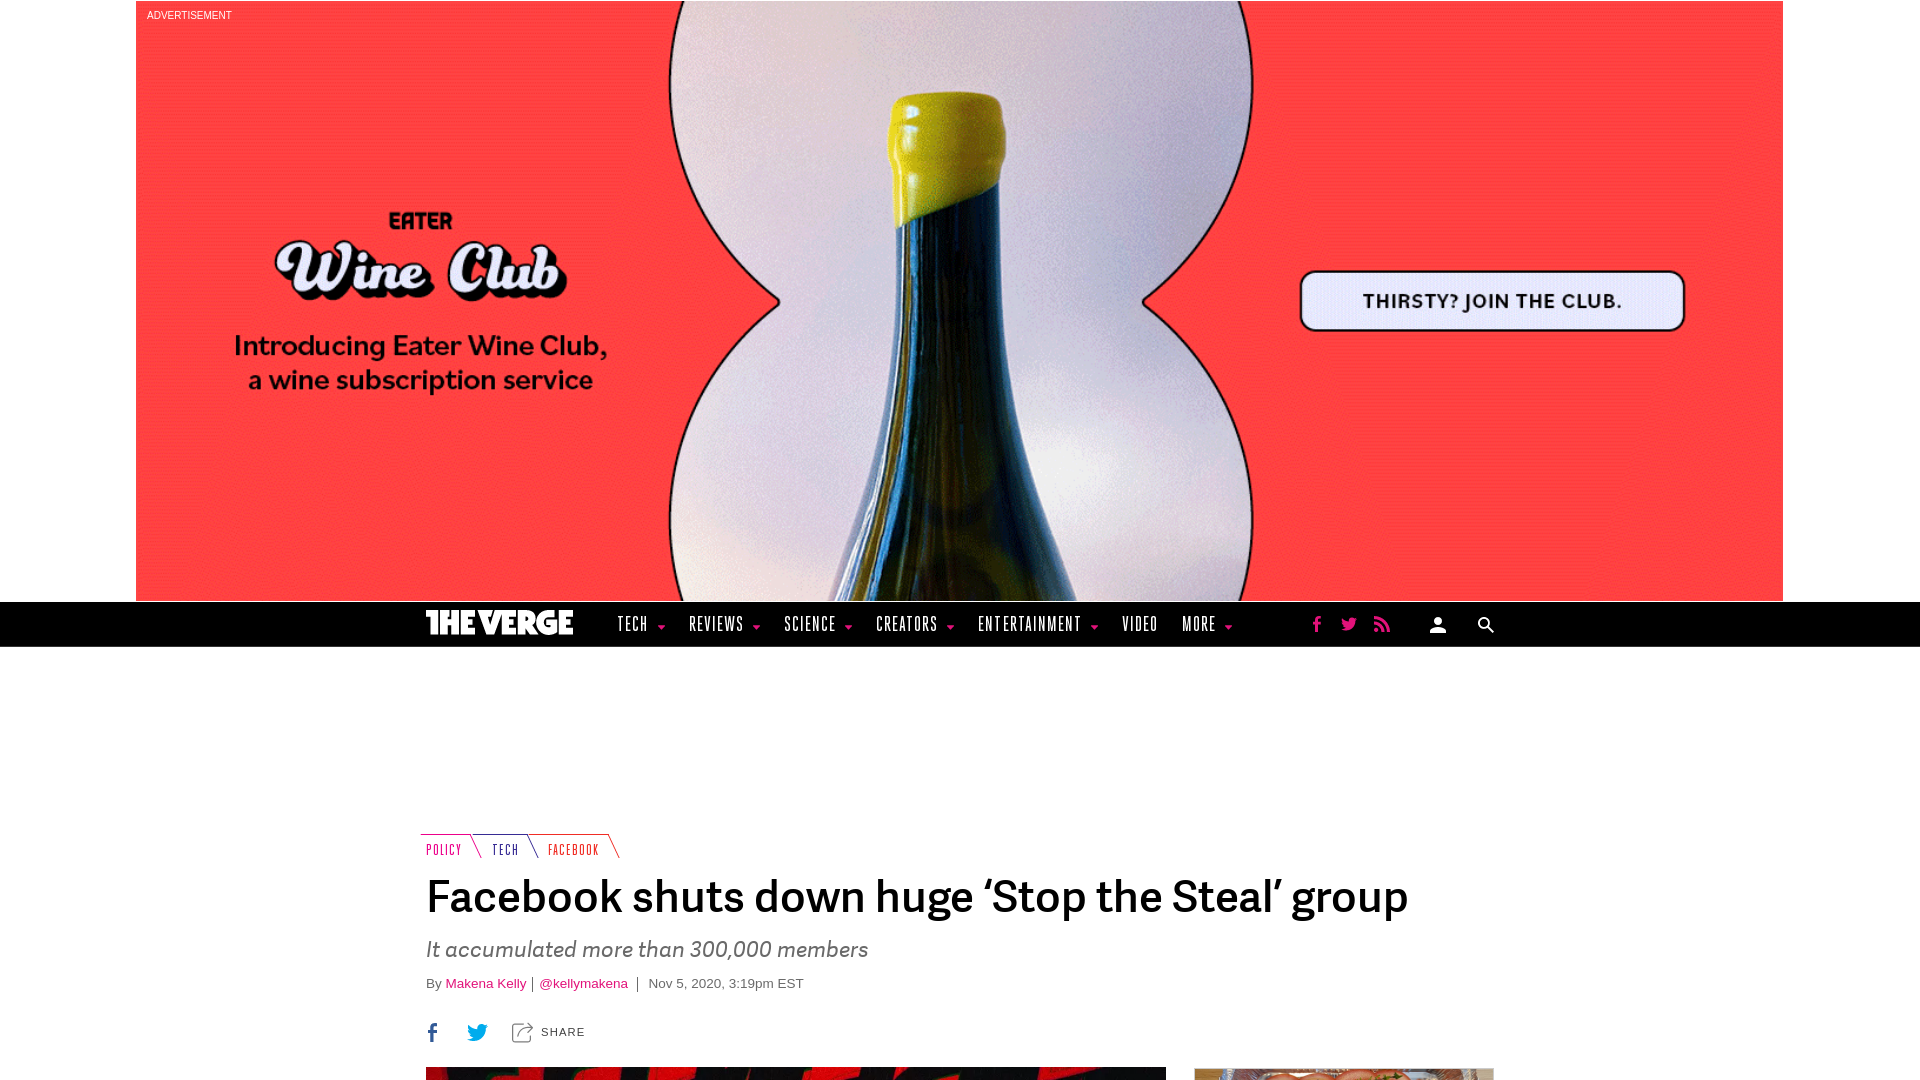 ADVERTISEMENT
EATER
Wine Club
Introducing Eater Wine Club,
a wine subscription service
THIRSTY? JOIN THE CLUB.
THE VERGE
TECH
REVIEWS
SCIENCE
CREATORS
ENTERTAINMENT
VIDEO
MORE
POLICY
TECH
FACEBOOK
Facebook shuts down huge ‘Stop the Steal’ group
It accumulated more than 300,000 members
By Makena Kelly | @kellymakena | Nov 5, 2020, 3:19pm EST
SHARE